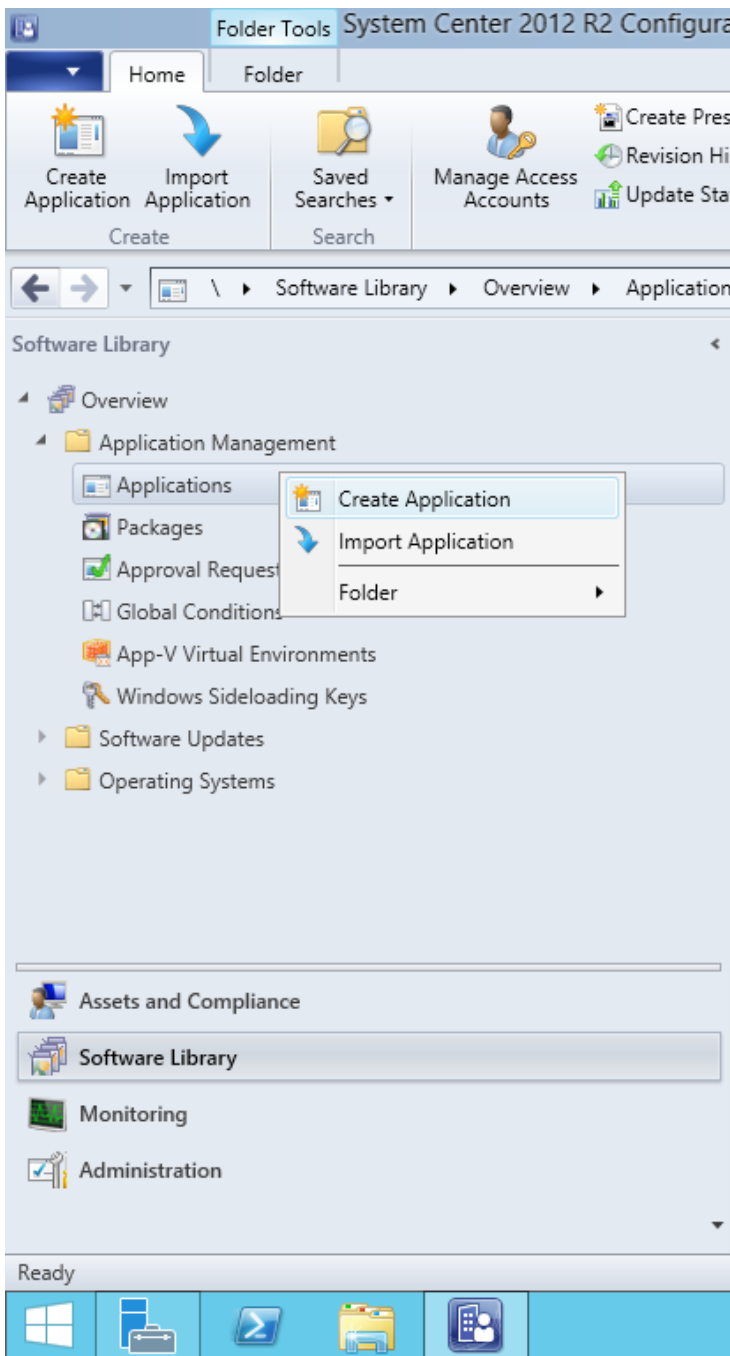 Folder Tools System Center 2012 R2 Configura
Home Folder
Create Application
Import Application
Saved Searches
Manage Access Accounts
Create Pres
Revision Hi
Update Sta
Create
Search
\ Software Library Overview Application
Software Library
Overview
Application Management
Applications
Create Application
Packages
Import Application
Approval Request
Folder
Global Conditions
App-V Virtual Environments
Windows Sideloading Keys
Software Updates
Operating Systems
Assets and Compliance
Software Library
Monitoring
Administration
Ready